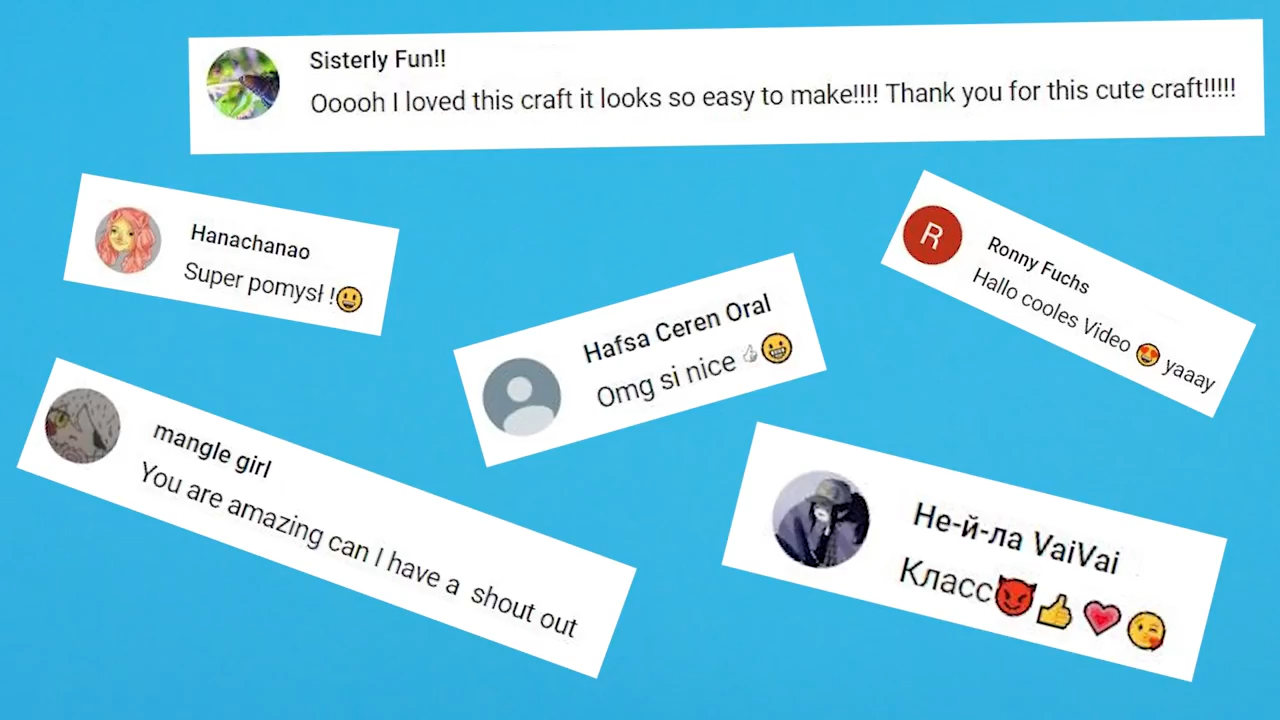 Sisterly Fun!!
Ooooh I loved this craft it looks so easy to make!!!! Thank you for this cute craft!!!!!
Hanachanao
Super pomysł !😃
R
Ronny Fuchs
Hallo cooles Video 😍 yaaay
Hafsa Ceren Oral
Omg si nice 👍😁
mangle girl
You are amazing can I have a shout out
Не-й-ла VaiVai
Класс😈👍💗😘